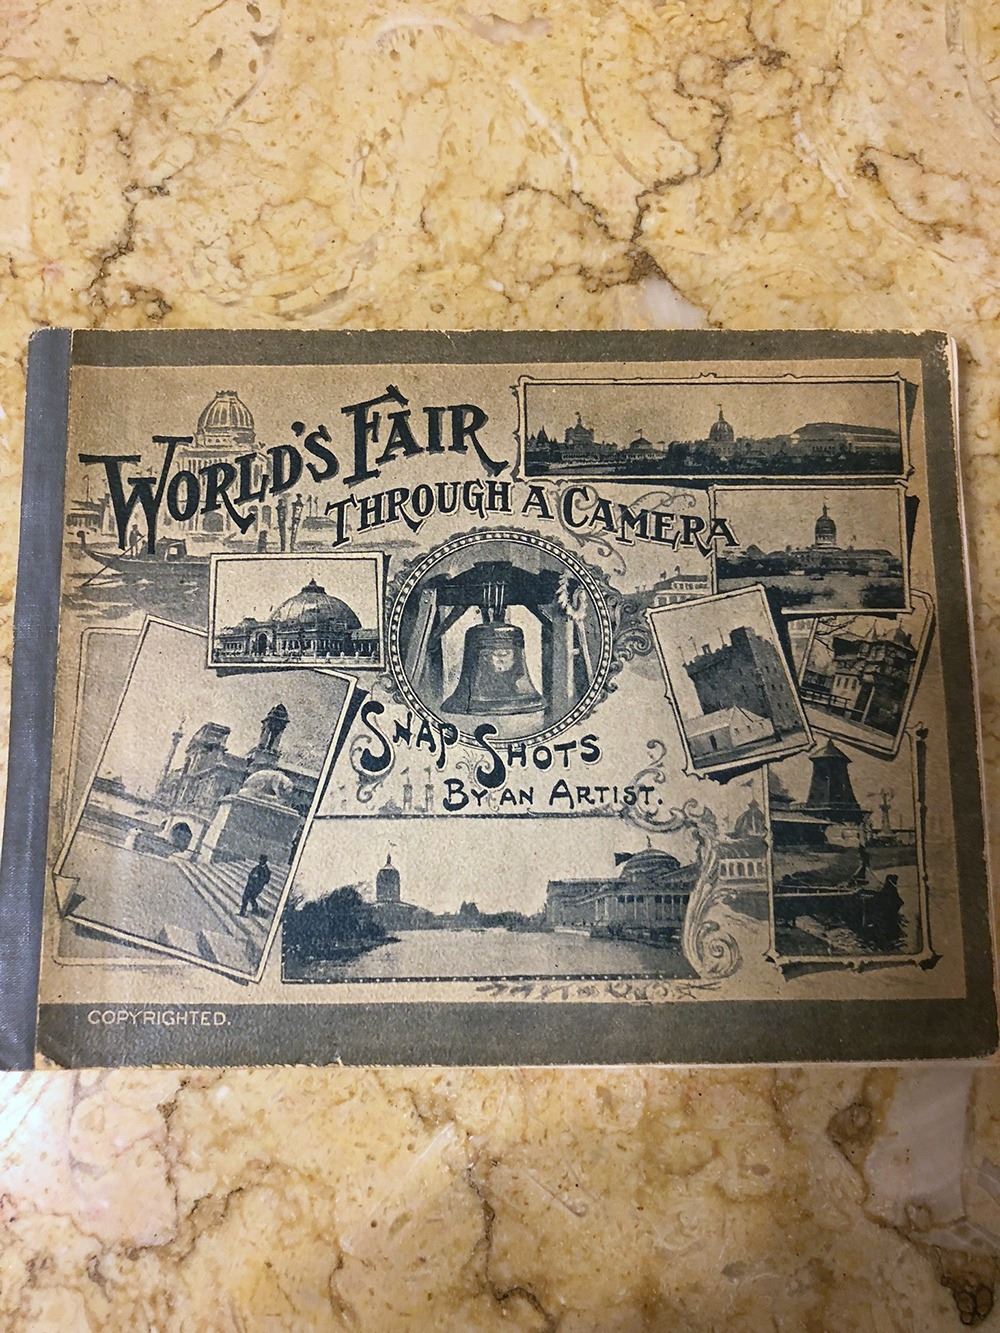 World's Fair
Through A Camera
Snap Shots
By an Artist.
COPYRIGHTED.